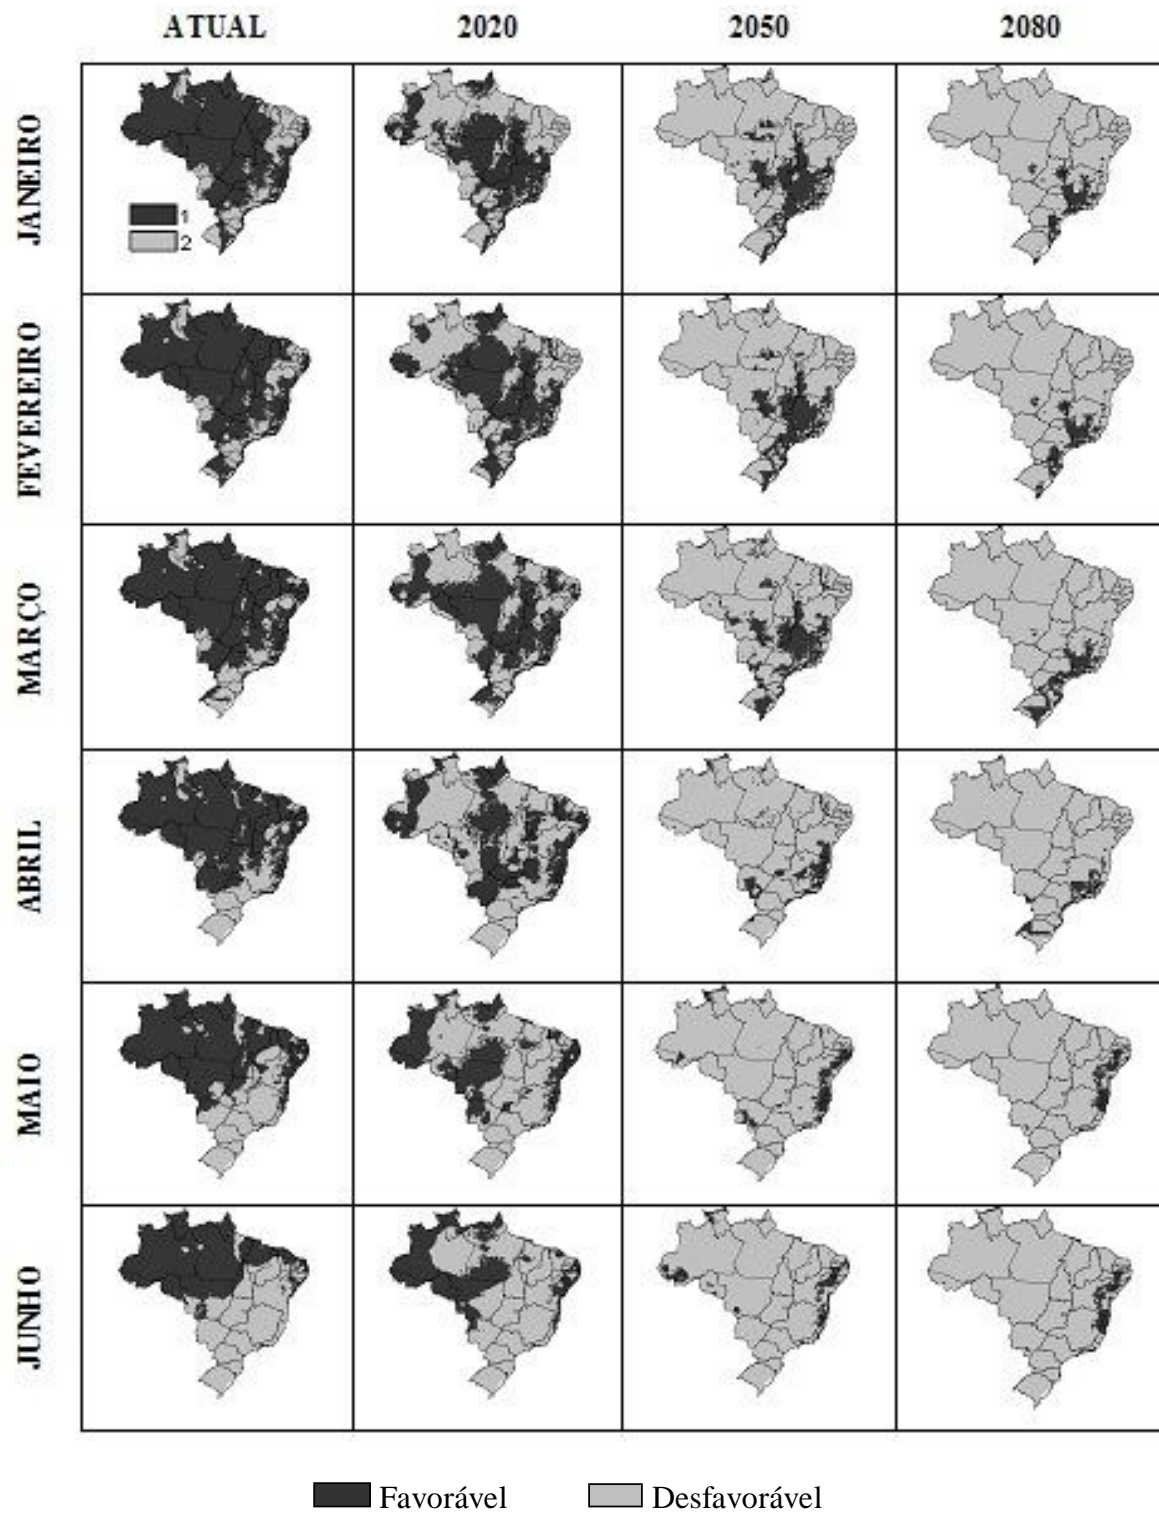 ATUAL 2020 2050 2080
JANEIRO
1
2
FEVEREIRO
MARÇO
ABRIL
MAIO
JUNHO
Favorável Desfavorável